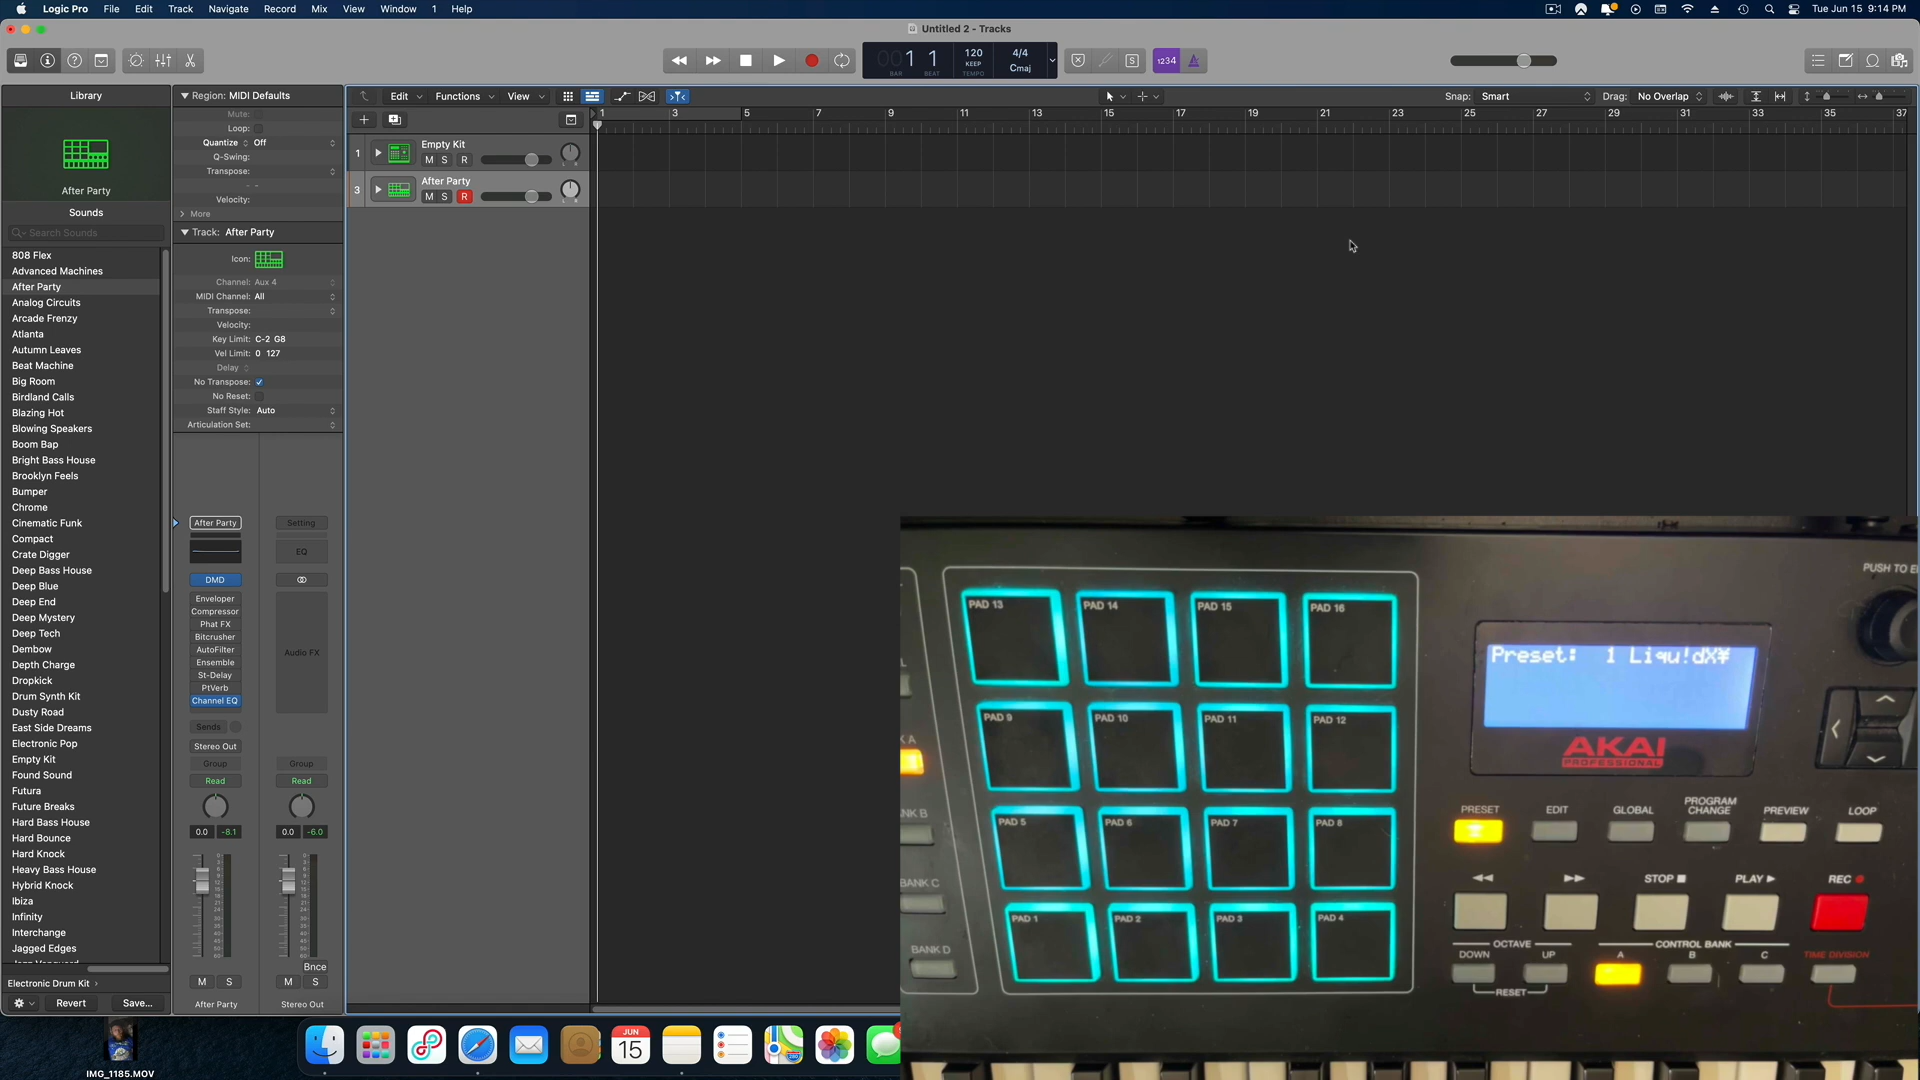 Logic Pro File Edit Track Navigate Record Mix View Window 1 Help
Tue Jun 15 9:14 PM
Untitled 2 - Tracks
001 1
BAR BEAT
120
KEEP
TEMPO
4/4
Cmaj
S
1234
Library
Region: MIDI Defaults
Edit Functions View
Snap: Smart
Drag: No Overlap
1 3 5 7 9 11 13 15 17 19 21 23 25 27 29 31 33 35 37
After Party
Sounds
Search Sounds
808 Flex
Advanced Machines
After Party
Analog Circuits
Arcade Frenzy
Atlanta
Autumn Leaves
Beat Machine
Big Room
Birdland Calls
Blazing Hot
Blowing Speakers
Boom Bap
Bright Bass House
Brooklyn Feels
Bumper
Chrome
Cinematic Funk
Compact
Crate Digger
Deep Bass House
Deep Blue
Deep End
Deep Mystery
Deep Tech
Dembow
Depth Charge
Dropkick
Drum Synth Kit
Dusty Road
East Side Dreams
Electronic Pop
Empty Kit
Found Sound
Futura
Future Breaks
Hard Bass House
Hard Bounce
Hard Knock
Heavy Bass House
Hybrid Knock
Ibiza
Infinity
Interchange
Jagged Edges
Electronic Drum Kit
Revert Save...
Mute:
Loop:
Quantize Off
Q-Swing:
Transpose:
- -
Velocity:
More
Track: After Party
Icon:
Channel: Aux 4
MIDI Channel: All
Transpose:
Velocity:
Key Limit: C-2 G8
Vel Limit: 0 127
Delay
No Transpose:
No Reset:
Staff Style: Auto
Articulation Set:
After Party Setting
EQ
DMD
Enveloper
Compressor
Phat FX
Bitcrusher
AutoFilter
Ensemble
St-Delay
PtVerb
Channel EQ
Audio FX
Sends
Stereo Out
Group Group
Read Read
0.0 -8.1 0.0 -6.0
Bnce
M S M S
After Party Stereo Out
1 Empty Kit
M S R
3 After Party
M S R
IMG_1185.MOV
JUN
15
PAD 13 PAD 14 PAD 15 PAD 16
PAD 9 PAD 10 PAD 11 PAD 12
PAD 5 PAD 6 PAD 7 PAD 8
PAD 1 PAD 2 PAD 3 PAD 4
BANK C
BANK D
Preset: 1 Liqu!dX¥
AKAI
PROFESSIONAL
PRESET EDIT GLOBAL PROGRAM CHANGE PREVIEW LOOP
STOP PLAY REC
OCTAVE CONTROL BANK
DOWN UP A B C TIME DIVISION
RESET